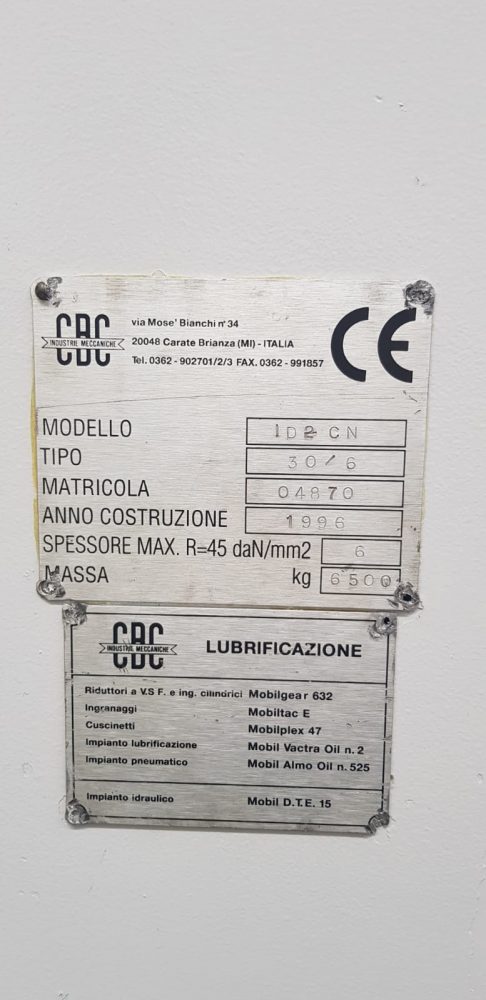 CBC
INDUSTRIE MECCANICHE
via Mose' Bianchi n° 34
20048 Carate Brianza (MI) - ITALIA
Tel. 0362 - 902701/2/3 FAX. 0362 - 991857
CE
MODELLO 1D2 CN
TIPO 30/6
MATRICOLA 04870
ANNO COSTRUZIONE 1996
SPESSORE MAX. R=45 daN/mm2 6
MASSA kg 6500
CBC
INDUSTRIE MECCANICHE
LUBRIFICAZIONE
Riduttori a V.S F. e ing. cilindrici Mobilgear 632
Ingranaggi Mobiltac E
Cuscinetti Mobilplex 47
Impianto lubrificazione Mobil Vactra Oil n. 2
Impianto pneumatico Mobil Almo Oil n. 525
Impianto idraulico Mobil D.T.E. 15